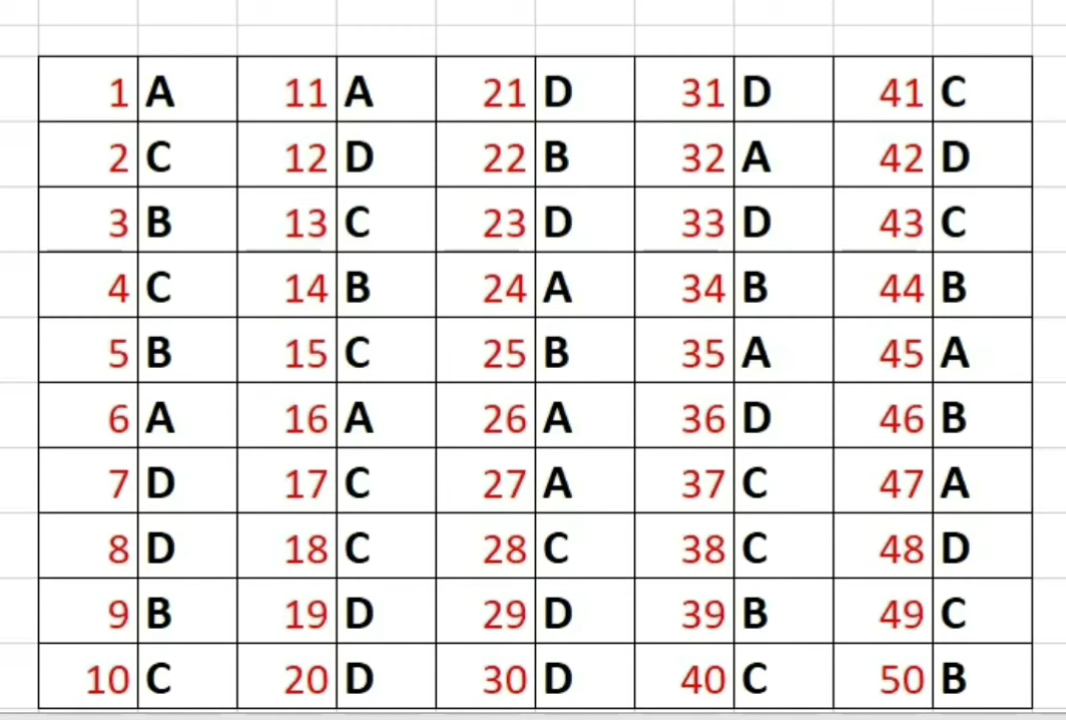 1 A 11 A 21 D 31 D 41 C
2 C 12 D 22 B 32 A 42 D
3 B 13 C 23 D 33 D 43 C
4 C 14 B 24 A 34 B 44 B
5 B 15 C 25 B 35 A 45 A
6 A 16 A 26 A 36 D 46 B
7 D 17 C 27 A 37 C 47 A
8 D 18 C 28 C 38 C 48 D
9 B 19 D 29 D 39 B 49 C
10 C 20 D 30 D 40 C 50 B